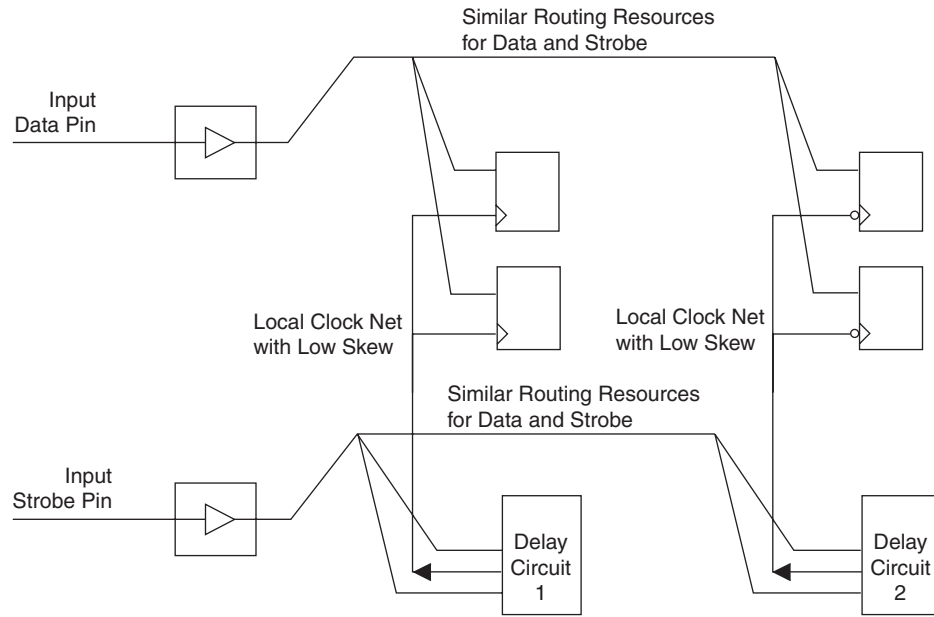 Similar Routing Resources
for Data and Strobe
Input
Data Pin
Local Clock Net
with Low Skew
Local Clock Net
with Low Skew
Similar Routing Resources
for Data and Strobe
Input
Strobe Pin
Delay
Circuit
1
Delay
Circuit
2